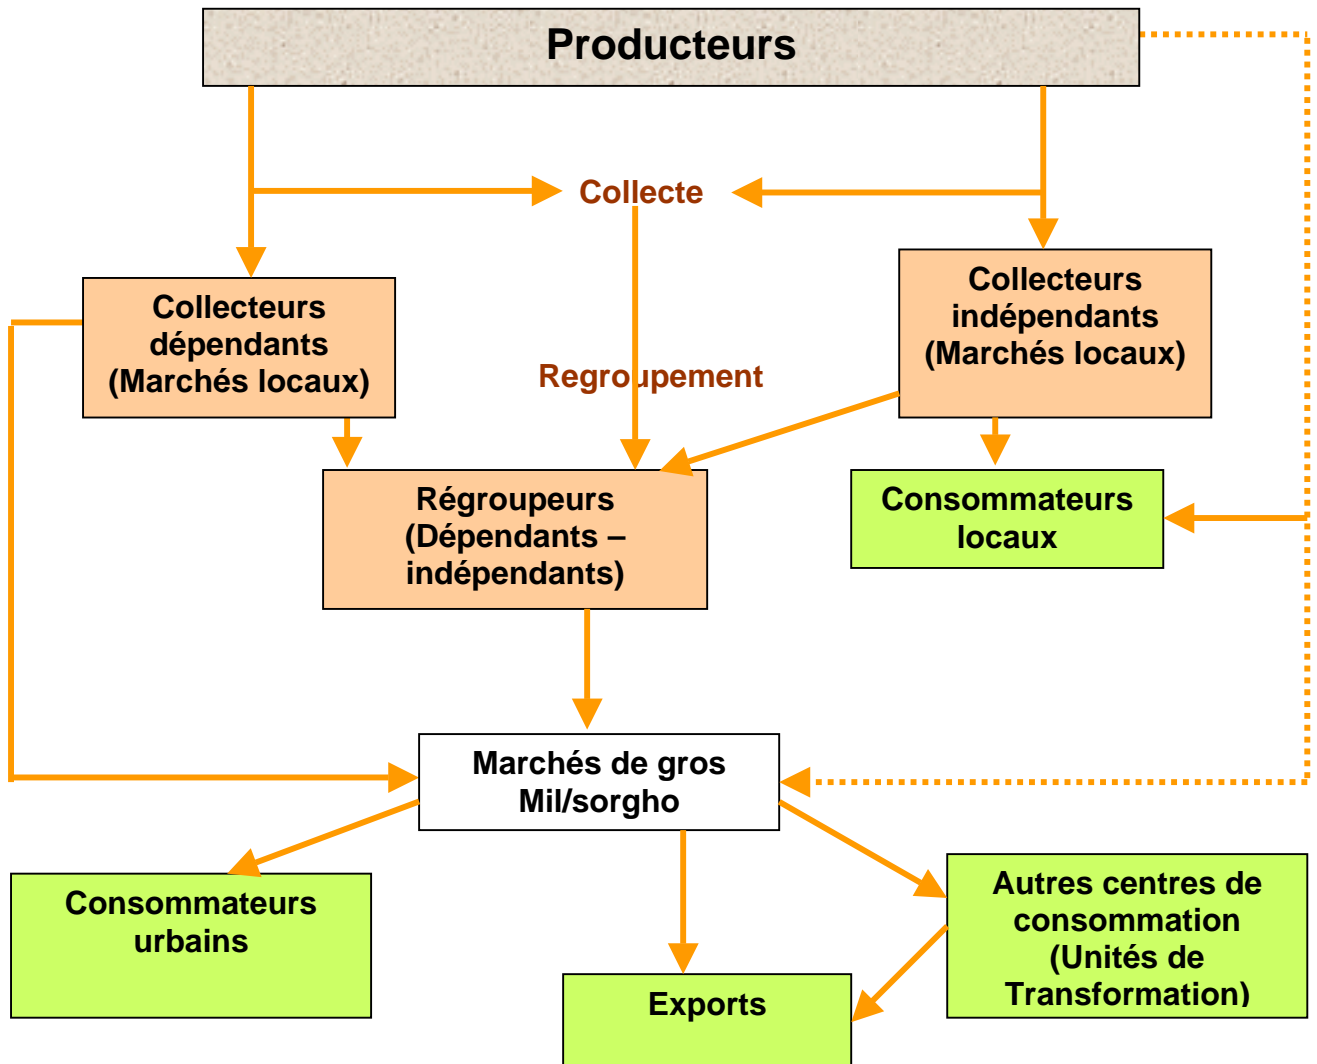 Producteurs
Collecte
Collecteurs
dépendants
(Marchés locaux)
Collecteurs
indépendants
(Marchés locaux)
Regroupement
Régroupeurs
(Dépendants –
indépendants)
Consommateurs
locaux
Marchés de gros
Mil/sorgho
Consommateurs
urbains
Exports
Autres centres de
consommation
(Unités de
Transformation)